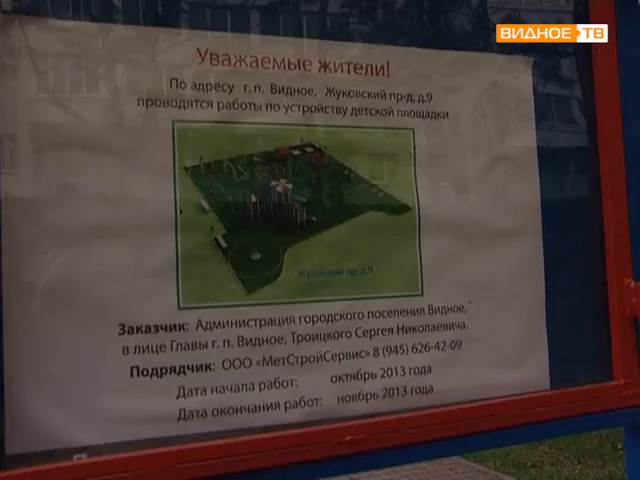 ВИДНОЕ-ТВ
Уважаемые жители!
По адресу г. п. Видное, Жуковский пр-д, д.9
проводятся работы по устройству детской площадки
Жуковский пр, д.9
Заказчик: Администрация городского поселения Видное,
в лице Главы г. п. Видное, Троицкого Сергея Николаевича.
Подрядчик: ООО «МетСтройСервис» 8 (945) 626-42-09
Дата начала работ: октябрь 2013 года
Дата окончания работ: ноябрь 2013 года